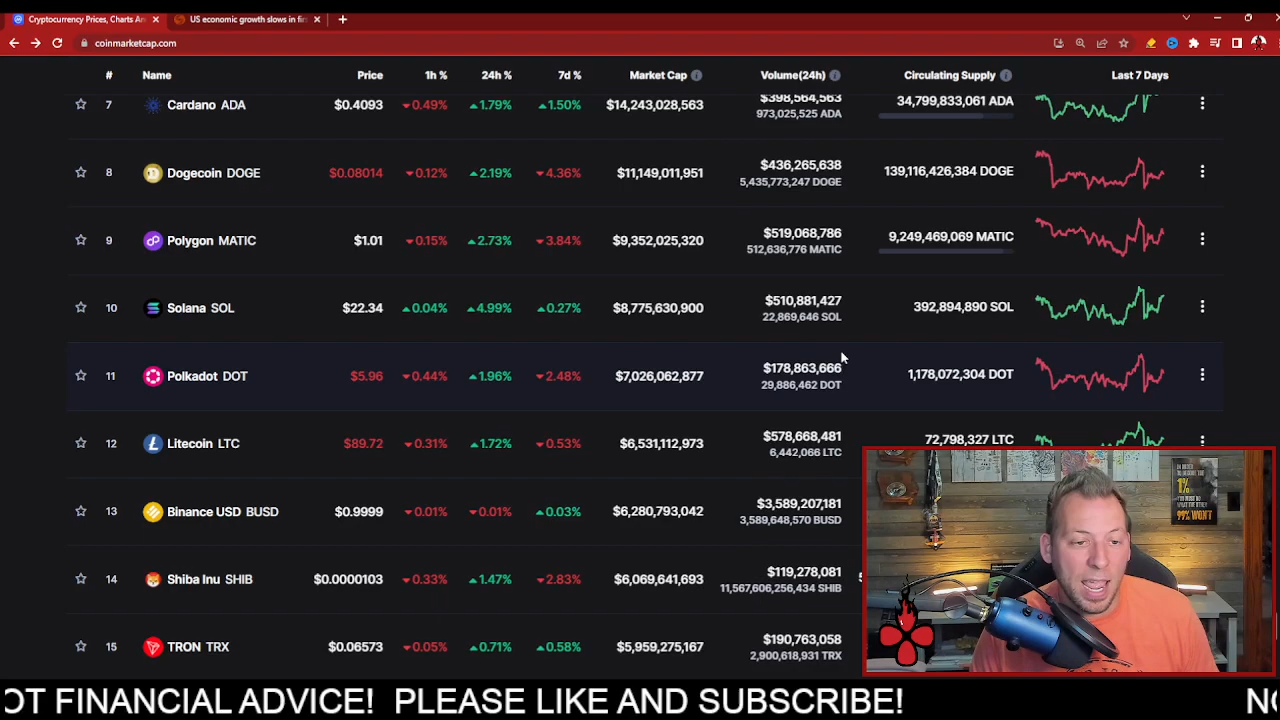 Cryptocurrency Prices, Charts An
US economic growth slows in fir
coinmarketcap.com
# Name Price 1h % 24h % 7d % Market Cap Volume(24h) Circulating Supply Last 7 Days
7 Cardano ADA $0.4093 0.49% 1.79% 1.50% $14,243,028,563 $398,564,563 34,799,833,061 ADA
973,025,525 ADA
8 Dogecoin DOGE $0.08014 0.12% 2.19% 4.36% $11,149,011,951 $436,265,638 139,116,426,384 DOGE
5,435,773,247 DOGE
9 Polygon MATIC $1.01 0.15% 2.73% 3.84% $9,352,025,320 $519,068,786 9,249,469,069 MATIC
512,636,776 MATIC
10 Solana SOL $22.34 0.04% 4.99% 0.27% $8,775,630,900 $510,881,427 392,894,890 SOL
22,869,646 SOL
11 Polkadot DOT $5.96 0.44% 1.96% 2.48% $7,026,062,877 $178,863,666 1,178,072,304 DOT
29,886,462 DOT
12 Litecoin LTC $89.72 0.31% 1.72% 0.53% $6,531,112,973 $578,668,481 72,798,327 LTC
6,442,066 LTC
13 Binance USD BUSD $0.9999 0.01% 0.01% 0.03% $6,280,793,042 $3,589,207,181
3,589,648,570 BUSD
14 Shiba Inu SHIB $0.0000103 0.33% 1.47% 2.83% $6,069,641,693 $119,278,081
11,567,606,256,434 SHIB
15 TRON TRX $0.06573 0.05% 0.71% 0.58% $5,959,275,167 $190,763,058
2,900,618,931 TRX
1%
99% WON'T
OT FINANCIAL ADVICE! PLEASE LIKE AND SUBSCRIBE! NO